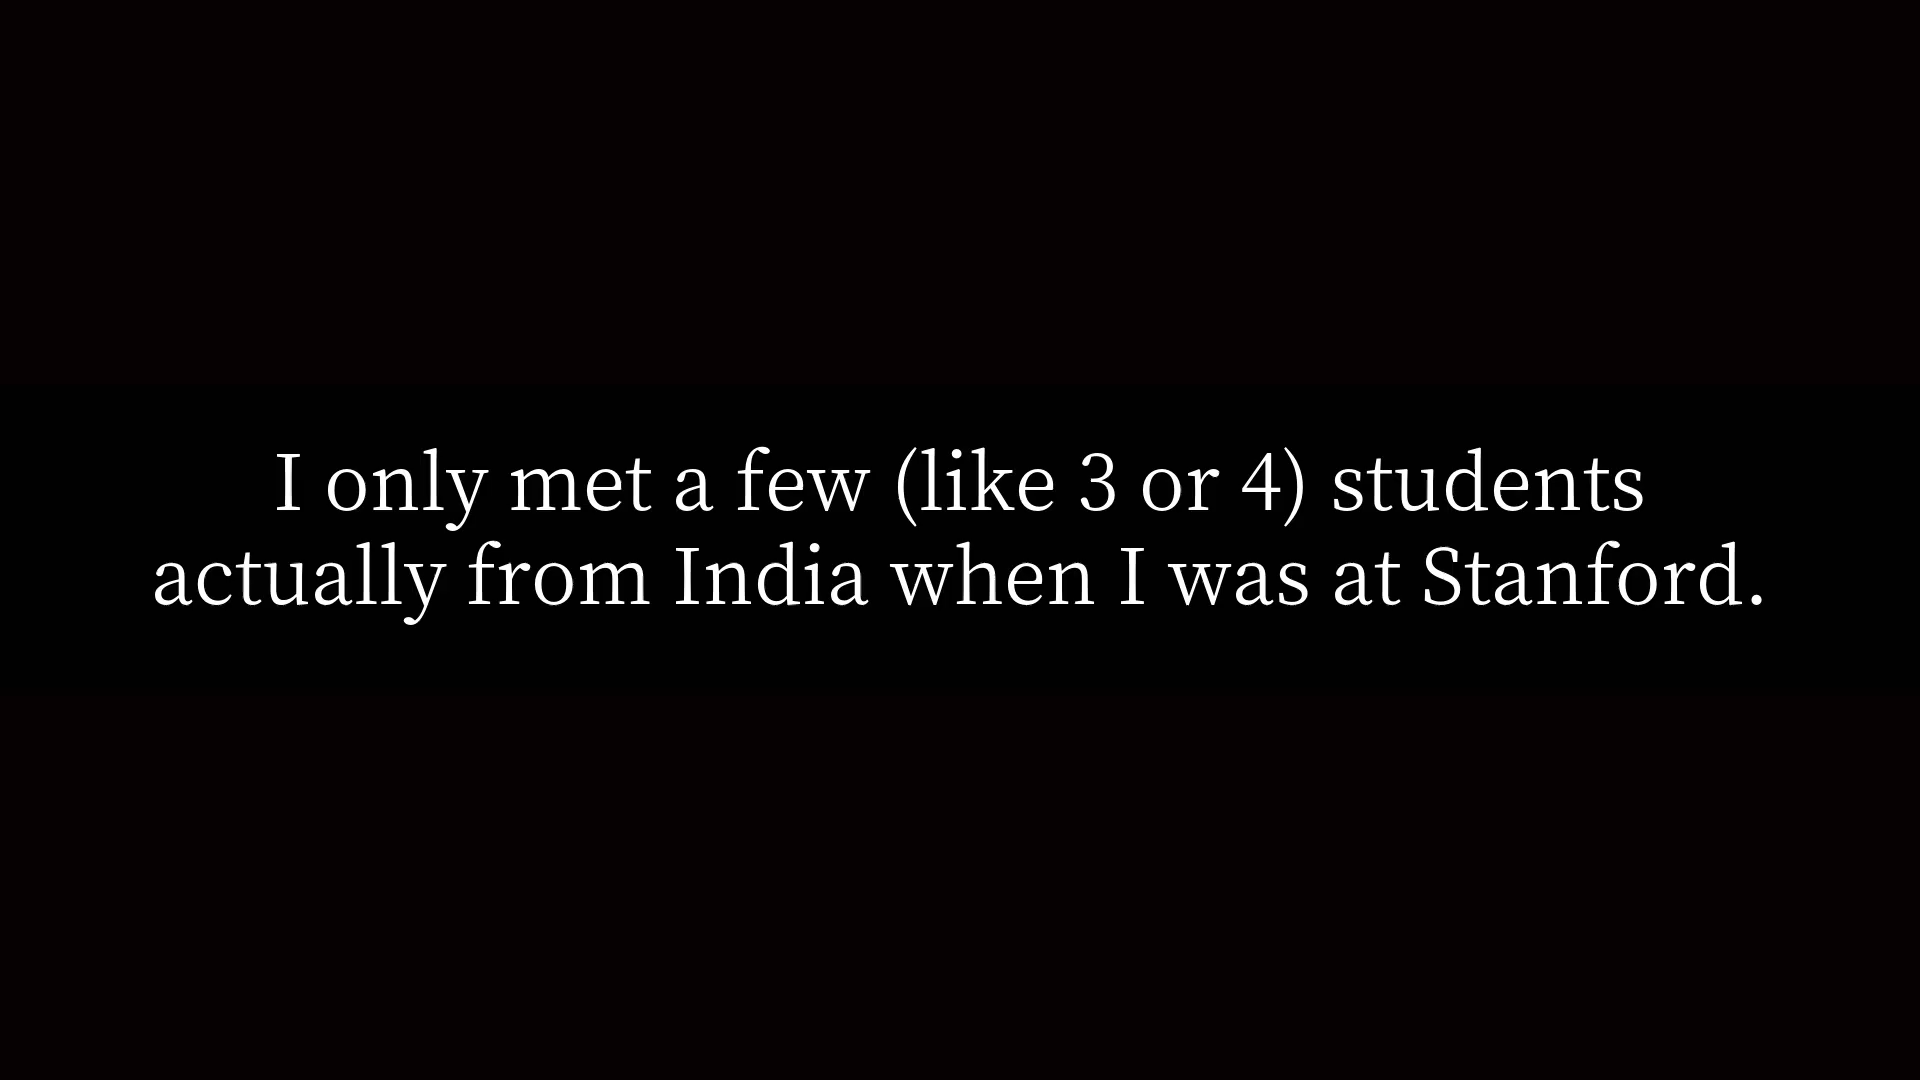 I only met a few (like 3 or 4) students
actually from India when I was at Stanford.